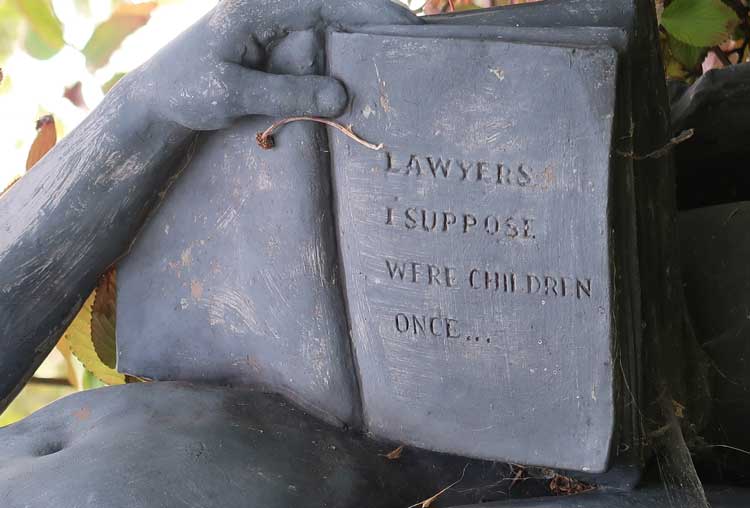 LAWYERS
I SUPPOSE
WERE CHILDREN
ONCE...